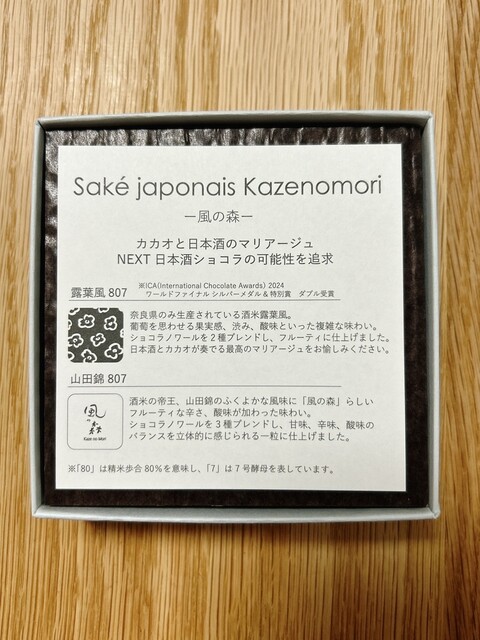 Saké japonais Kazenomori
ー風の森ー
カカオと日本酒のマリアージュ
NEXT 日本酒ショコラの可能性を追求
※ICA(International Chocolate Awards) 2024
露葉風 807 ワールドファイナル シルバーメダル & 特別賞 ダブル受賞
奈良県のみ生産されている酒米露葉風。
葡萄を思わせる果実感、渋み、酸味といった複雑な味わい。
ショコラノワールを2種ブレンドし、フルーティに仕上げました。
日本酒とカカオが奏でる最高のマリアージュをお愉しみください。
山田錦 807
風の森
Kaze no Mori
酒米の帝王、山田錦のふくよかな風味に「風の森」らしい
フルーティな辛さ、酸味が加わった味わい。
ショコラノワールを3種ブレンドし、甘味、辛味、酸味の
バランスを立体的に感じられる一粒に仕上げました。
※「80」は精米歩合80%を意味し、「7」は7号酵母を表しています。